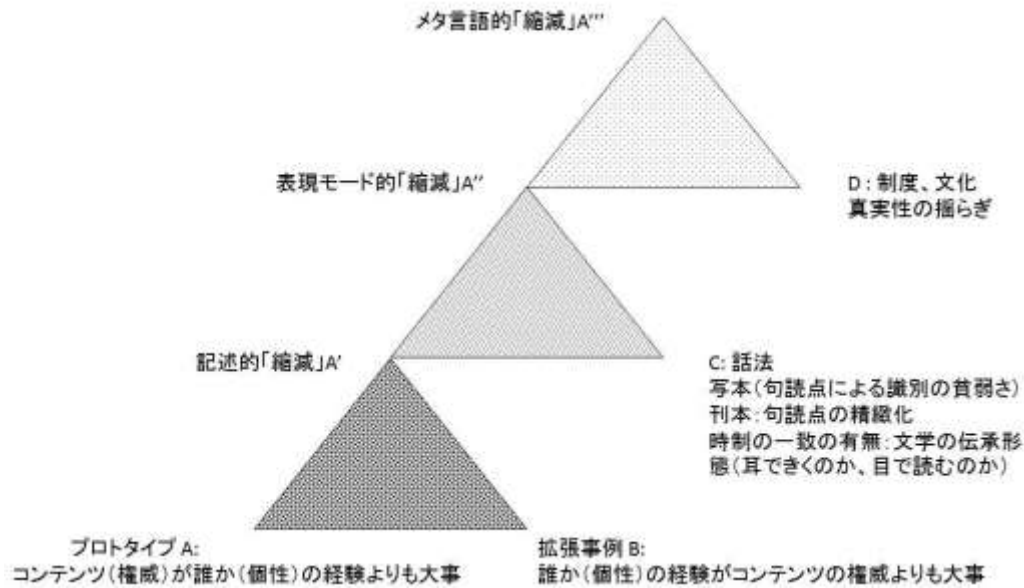 メタ言語的「縮減」A'''
表現モード的「縮減」A''
D : 制度、文化
真実性の揺らぎ
記述的「縮減」A'
C: 話法
写本(句読点による識別の貧弱さ)
刊本:句読点の精緻化
時制の一致の有無:文学の伝承形
態(耳できくのか、目で読むのか)
プロトタイプ A:
コンテンツ(権威)が誰か(個性)の経験よりも大事
拡張事例 B:
誰か(個性)の経験がコンテンツの権威よりも大事